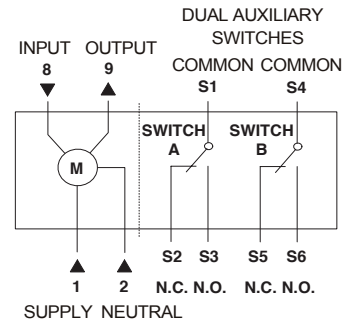 DUAL AUXILIARY
SWITCHES
INPUT OUTPUT
8 9
COMMON COMMON
S1 S4
SWITCH A
SWITCH B
M
S2 S3 S5 S6
1 2
N.C. N.O. N.C. N.O.
SUPPLY NEUTRAL